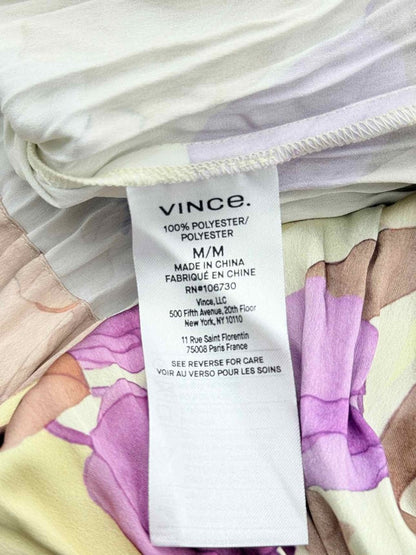 VINCE.
100% POLYESTER/
POLYESTER
M/M
MADE IN CHINA
FABRIQUÉ EN CHINE
RN#106730
Vince, LLC
500 Fifth Avenue, 20th Floor
New York, NY, 10110
11 Rue Saint Florentin
75008 Paris France
SEE REVERSE FOR CARE
VOIR AU VERSO POUR LES SOINS